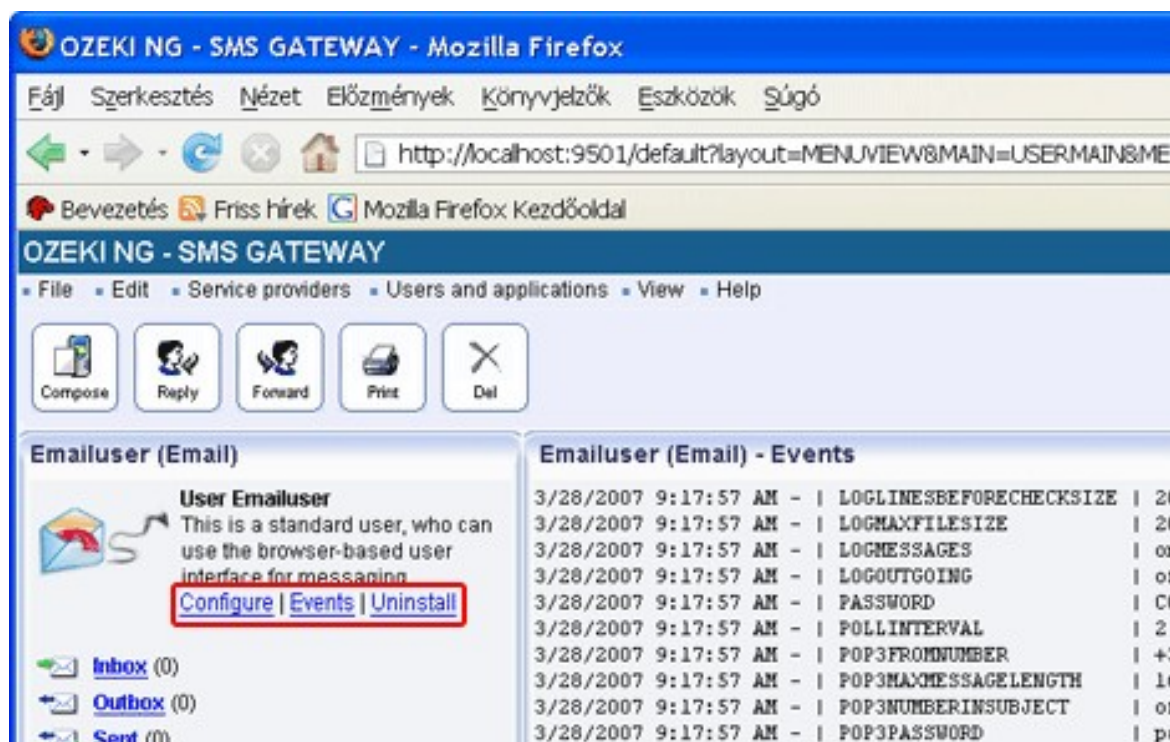 OZEKI NG - SMS GATEWAY - Mozilla Firefox
Fájl Szerkesztés Nézet Előzmények Könyvjelzők Eszközök Súgó
http://localhost:9501/default?layout=MENUVIEW&MAIN=USERMAIN&ME
Bevezetés Friss hírek Mozilla Firefox Kezdőoldal
OZEKI NG - SMS GATEWAY
File Edit Service providers Users and applications View Help
Compose Reply Forward Print Del
Emailuser (Email)
User Emailuser
This is a standard user, who can
use the browser-based user
interface for messaging
Configure | Events | Uninstall
Inbox (0)
Outbox (0)
Sent (0)
Emailuser (Email) - Events
3/28/2007 9:17:57 AM - | LOGLINESBEFORECHECKSIZE |
3/28/2007 9:17:57 AM - | LOGMAXFILESIZE |
3/28/2007 9:17:57 AM - | LOGMESSAGES |
3/28/2007 9:17:57 AM - | LOGOUTGOING |
3/28/2007 9:17:57 AM - | PASSWORD |
3/28/2007 9:17:57 AM - | POLLINTERVAL | 2
3/28/2007 9:17:57 AM - | POP3FROMNUMBER |
3/28/2007 9:17:57 AM - | POP3MAXMESSAGELENGTH |
3/28/2007 9:17:57 AM - | POP3NUMBERINSUBJECT |
3/28/2007 9:17:57 AM - | POP3PASSWORD |